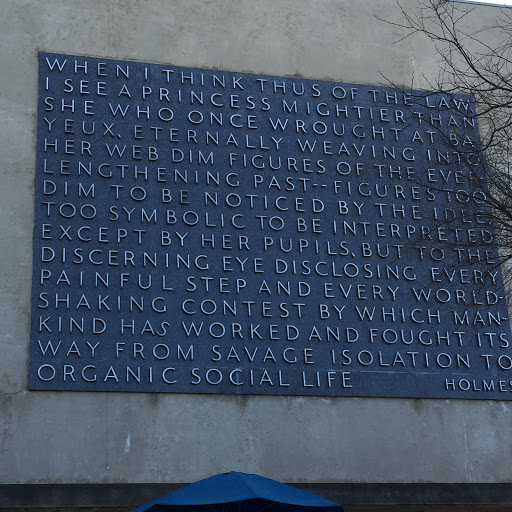 WHEN I THINK THUS OF THE LAW,
I SEE A PRINCESS MIGHTIER THAN
SHE WHO ONCE WROUGHT AT BA-
YEUX, ETERNALLY WEAVING INTO
HER WEB DIM FIGURES OF THE EVER
LENGTHENING PAST--FIGURES TOO
DIM TO BE NOTICED BY THE IDLE,
TOO SYMBOLIC TO BE INTERPRETED
EXCEPT BY HER PUPILS, BUT TO THE
DISCERNING EYE DISCLOSING EVERY
PAINFUL STEP AND EVERY WORLD-
SHAKING CONTEST BY WHICH MAN-
KIND HAS WORKED AND FOUGHT ITS
WAY FROM SAVAGE ISOLATION TO
ORGANIC SOCIAL LIFE HOLMES